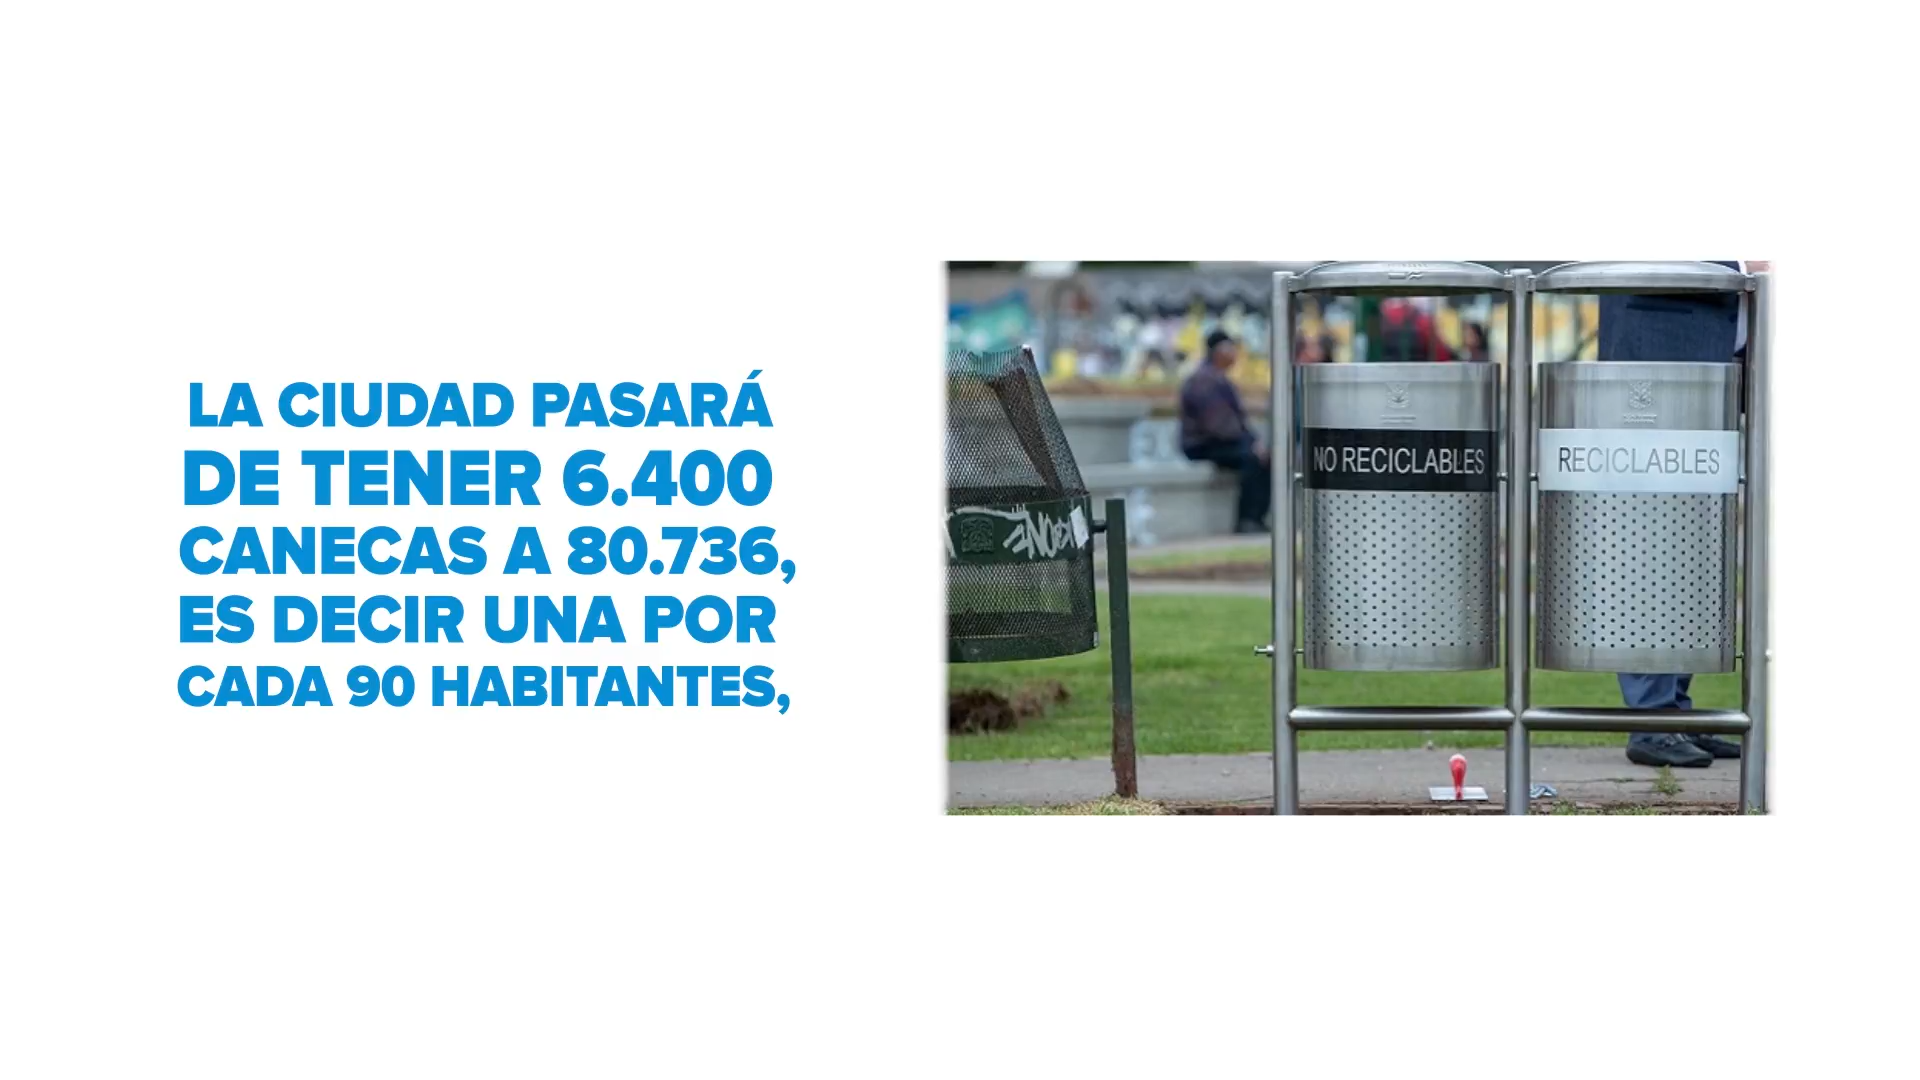 LA CIUDAD PASARÁ
DE TENER 6.400
CANECAS A 80.736,
ES DECIR UNA POR
CADA 90 HABITANTES,
NO RECICLABLES
RECICLABLES